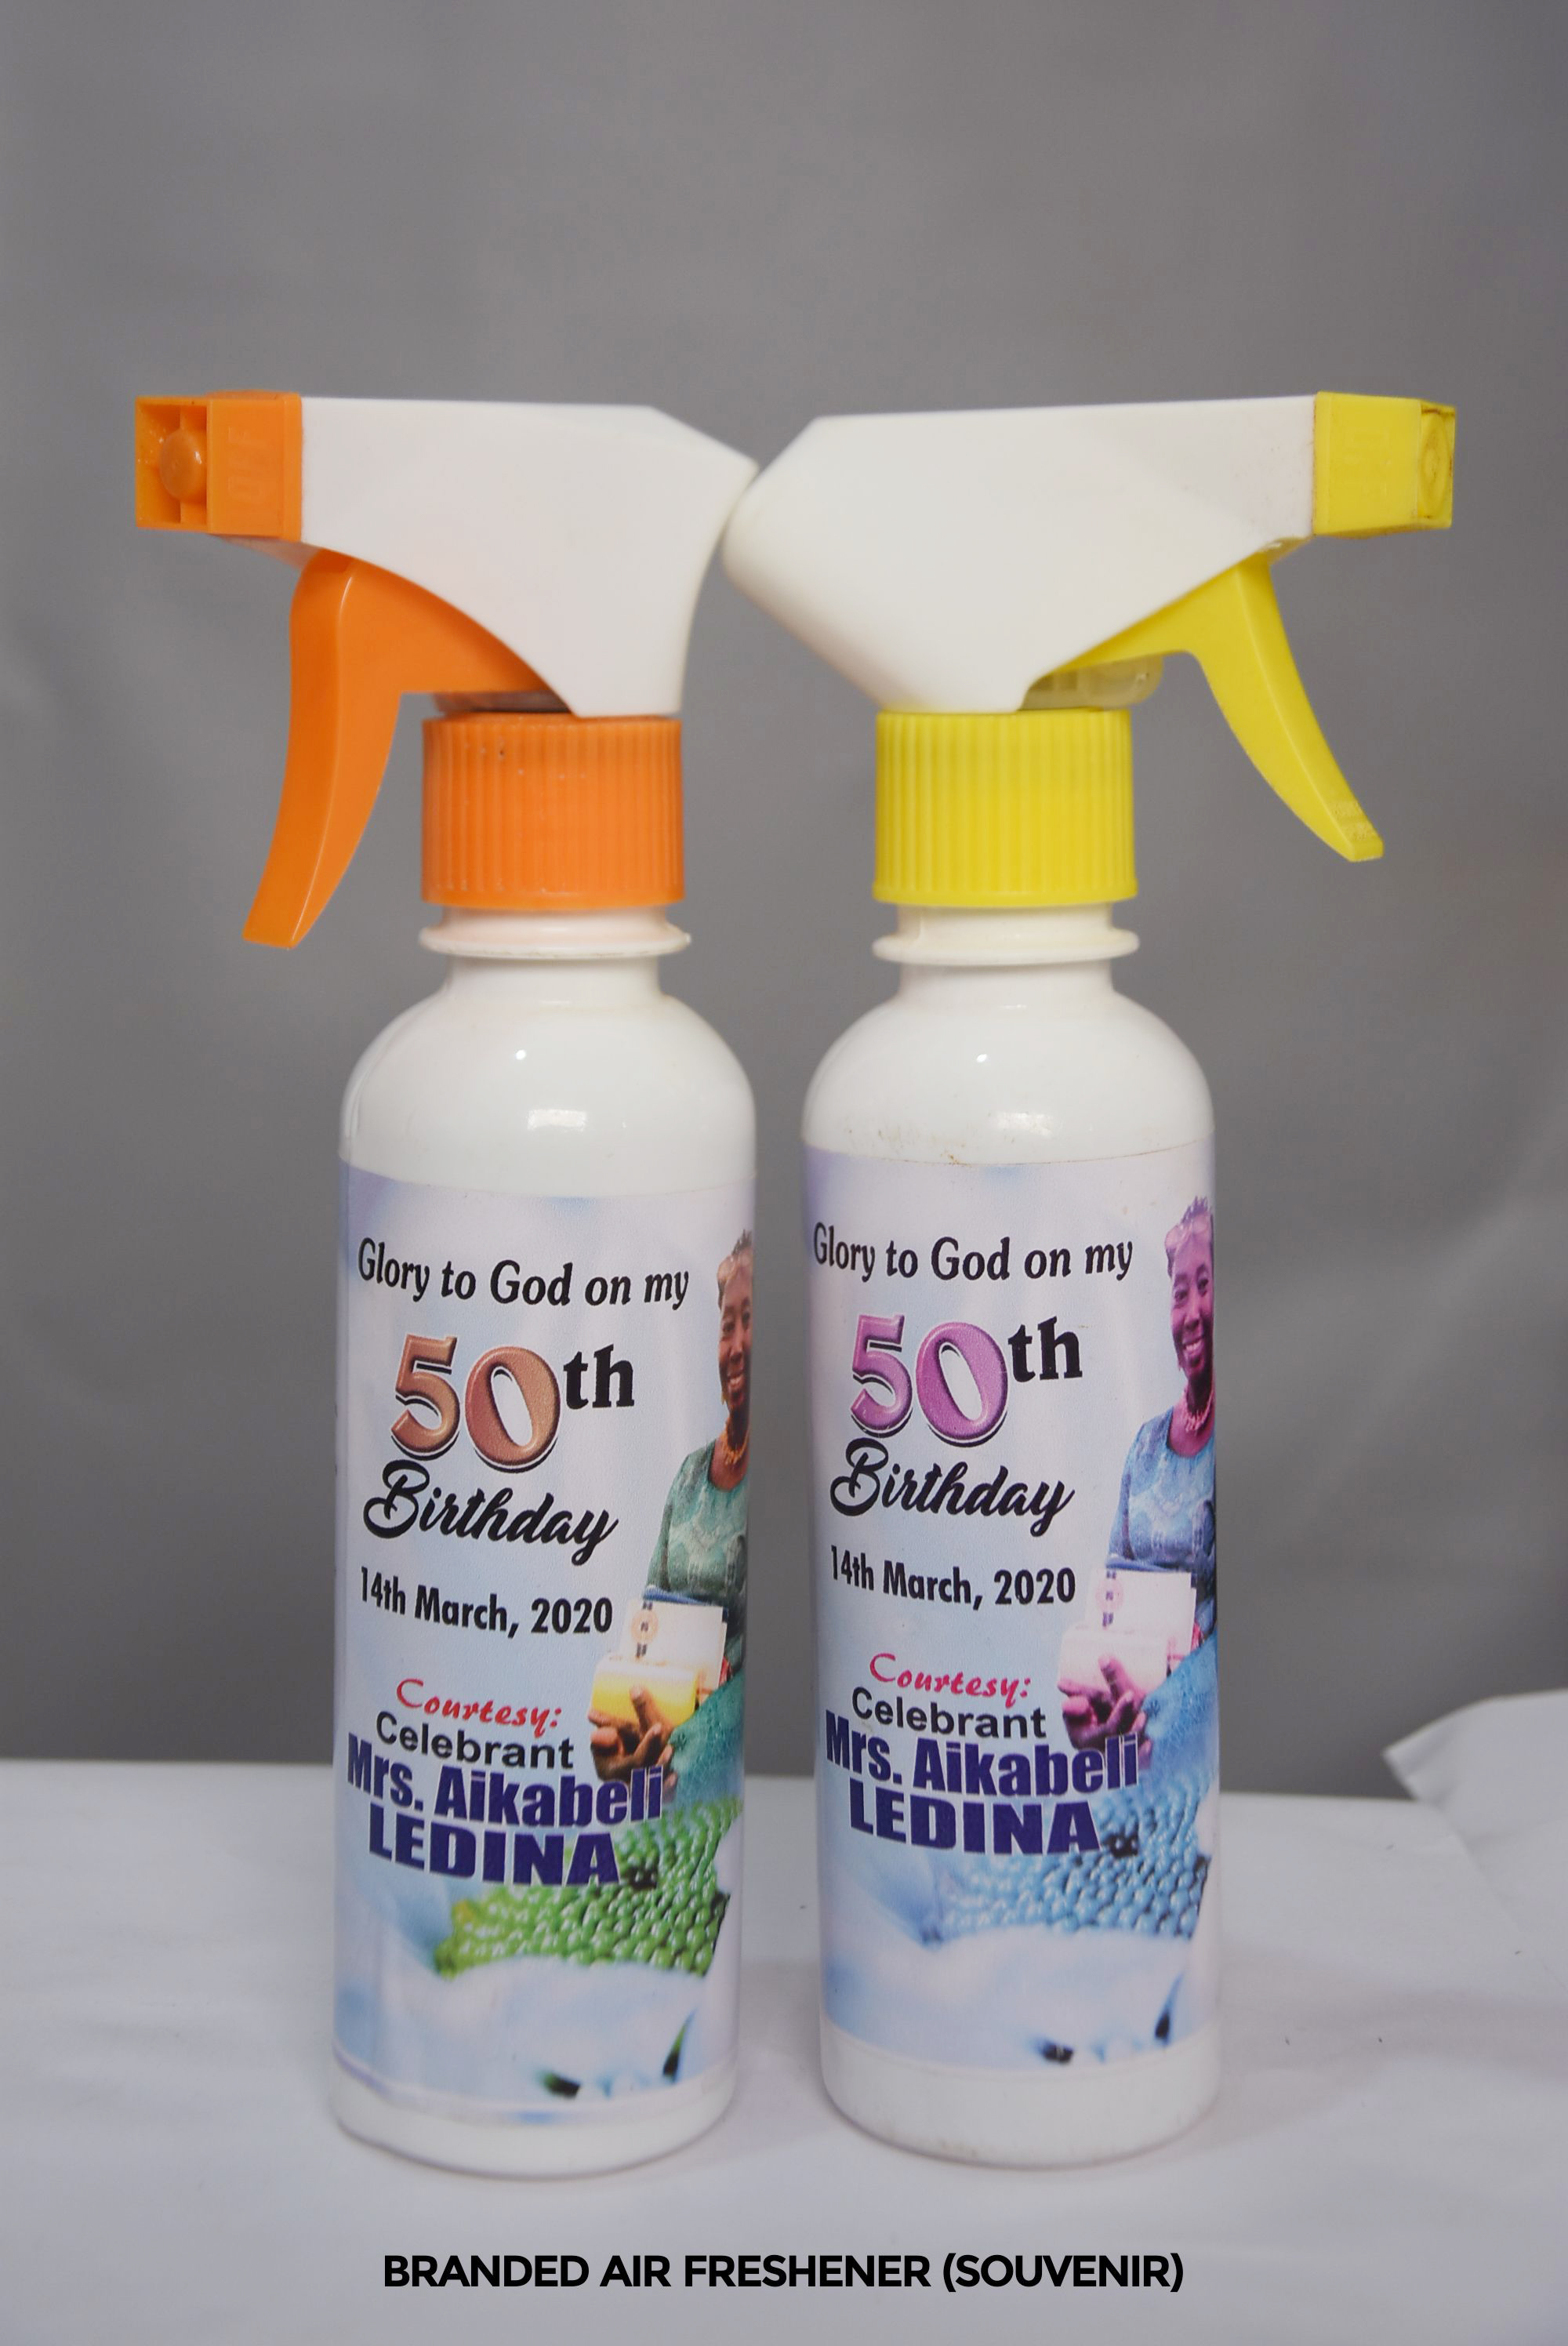 Glory to God on my
50th
Birthday
14th March, 2020
Courtesy:
Celebrant
Mrs. Aikabeli
LEDINA
Glory to God on my
50th
Birthday
14th March, 2020
Courtesy:
Celebrant
Mrs. Aikabeli
LEDINA
BRANDED AIR FRESHENER (SOUVENIR)